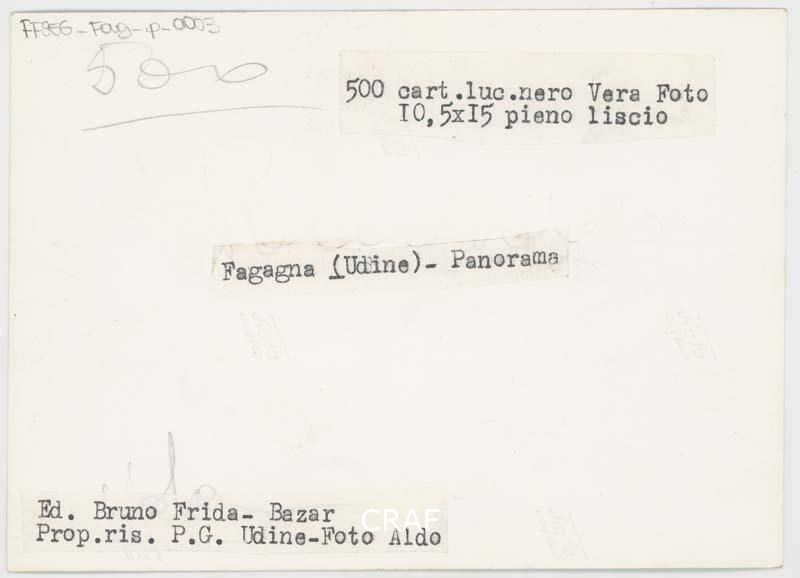 FF956-Fag-p-0003
500
500 cart.luc.nero Vera Foto
IO,5xI5 pieno liscio
Fagagna (Udine)- Panorama
Ed. Bruno Frida- Bazar
Prop.ris. P.G. Udine-Foto Aldo
CRAF